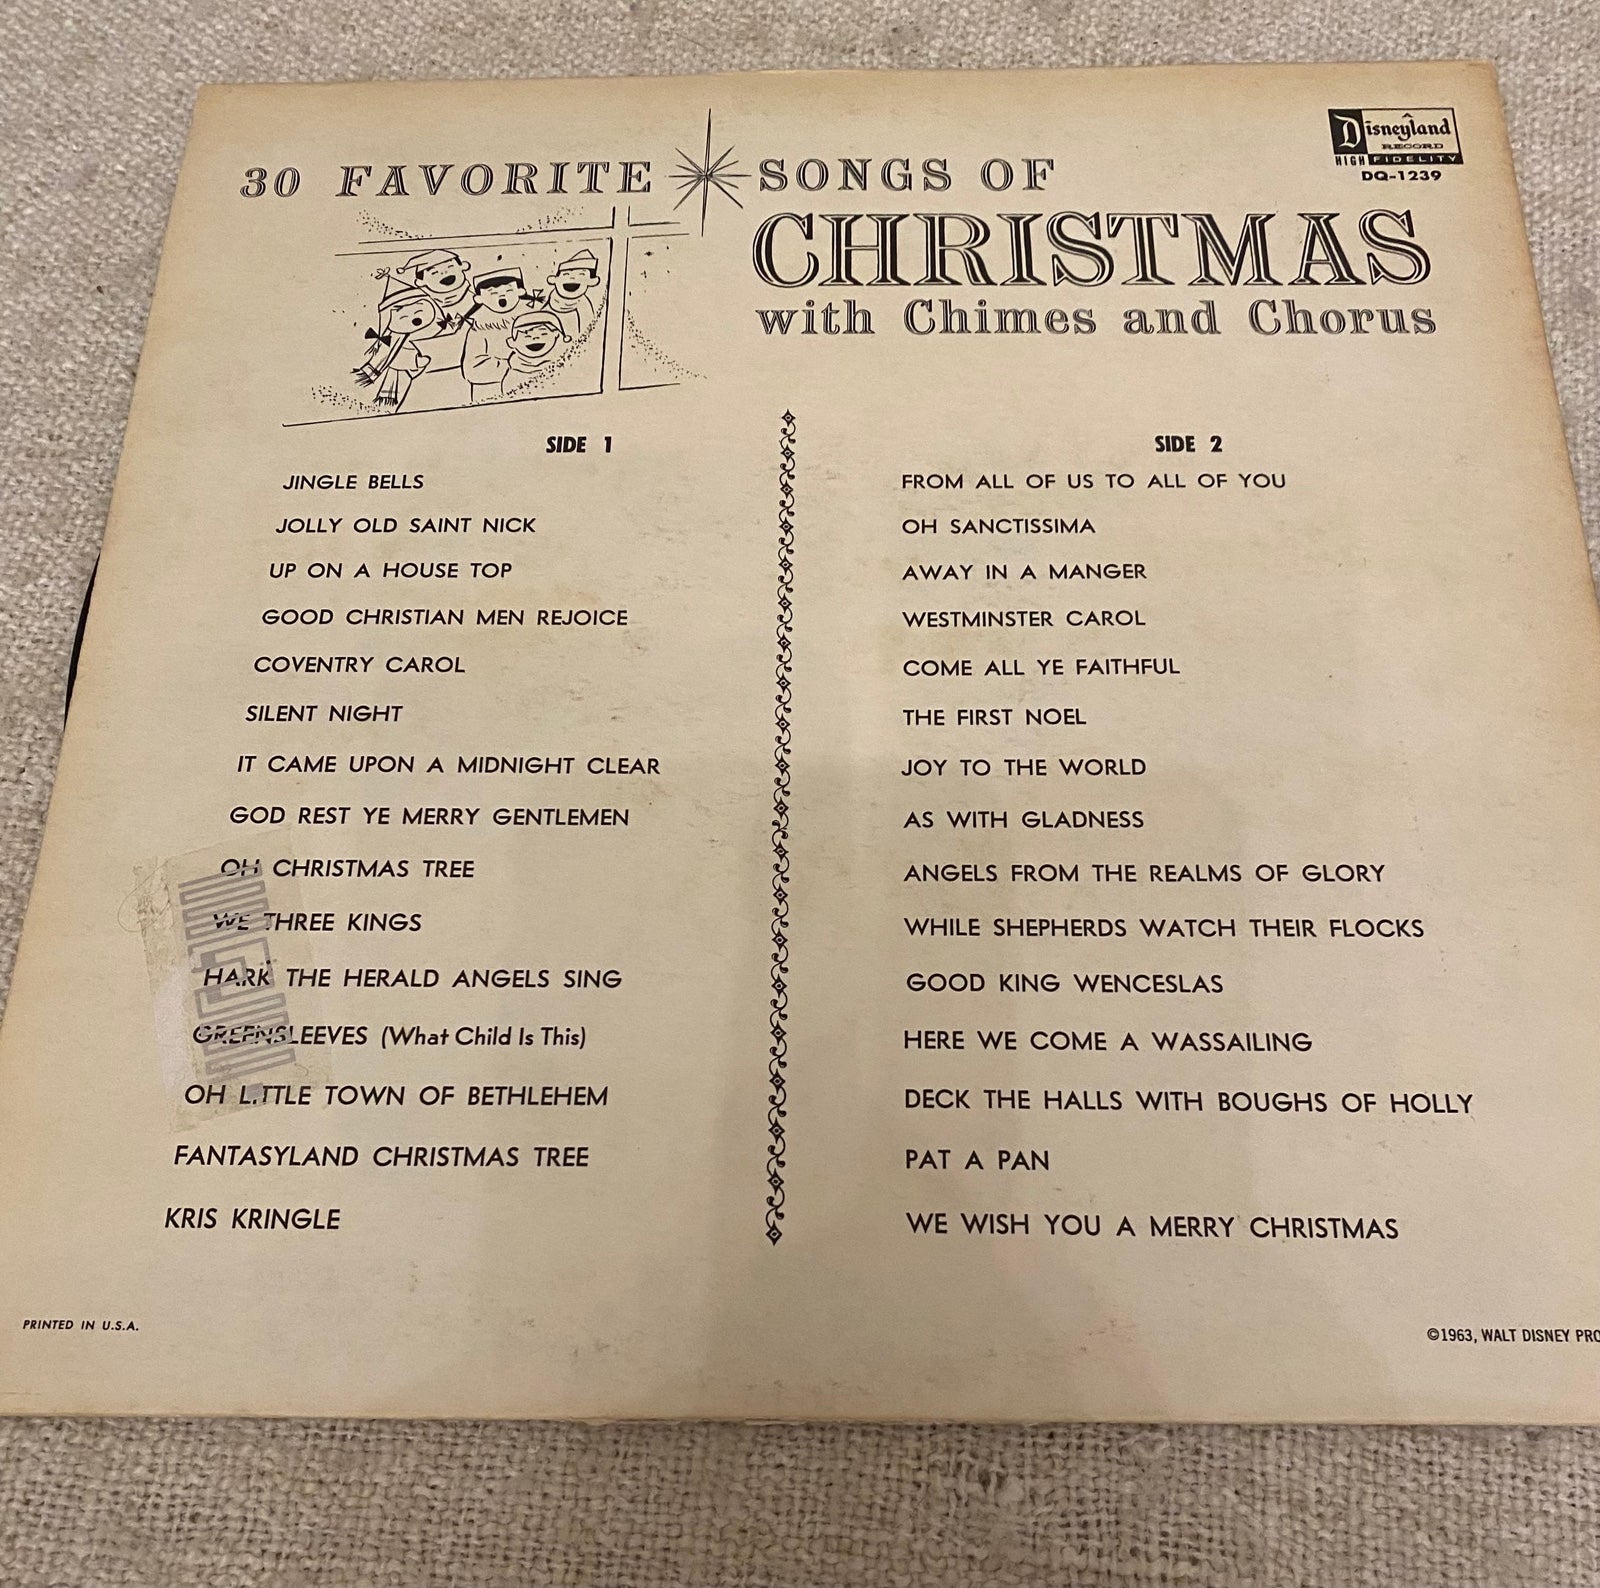 30 FAVORITE SONGS OF
CHRISTMAS
with Chimes and Chorus
Disneyland
RECORD
HIGH FIDELITY
DQ-1239
SIDE 1
JINGLE BELLS
JOLLY OLD SAINT NICK
UP ON A HOUSE TOP
GOOD CHRISTIAN MEN REJOICE
COVENTRY CAROL
SILENT NIGHT
IT CAME UPON A MIDNIGHT CLEAR
GOD REST YE MERRY GENTLEMEN
OH CHRISTMAS TREE
WE THREE KINGS
HARK THE HERALD ANGELS SING
GREENSLEEVES (What Child Is This)
OH LITTLE TOWN OF BETHLEHEM
FANTASYLAND CHRISTMAS TREE
KRIS KRINGLE
SIDE 2
FROM ALL OF US TO ALL OF YOU
OH SANCTISSIMA
AWAY IN A MANGER
WESTMINSTER CAROL
COME ALL YE FAITHFUL
THE FIRST NOEL
JOY TO THE WORLD
AS WITH GLADNESS
ANGELS FROM THE REALMS OF GLORY
WHILE SHEPHERDS WATCH THEIR FLOCKS
GOOD KING WENCESLAS
HERE WE COME A WASSAILING
DECK THE HALLS WITH BOUGHS OF HOLLY
PAT A PAN
WE WISH YOU A MERRY CHRISTMAS
PRINTED IN U.S.A.
©1963, WALT DISNEY PRO